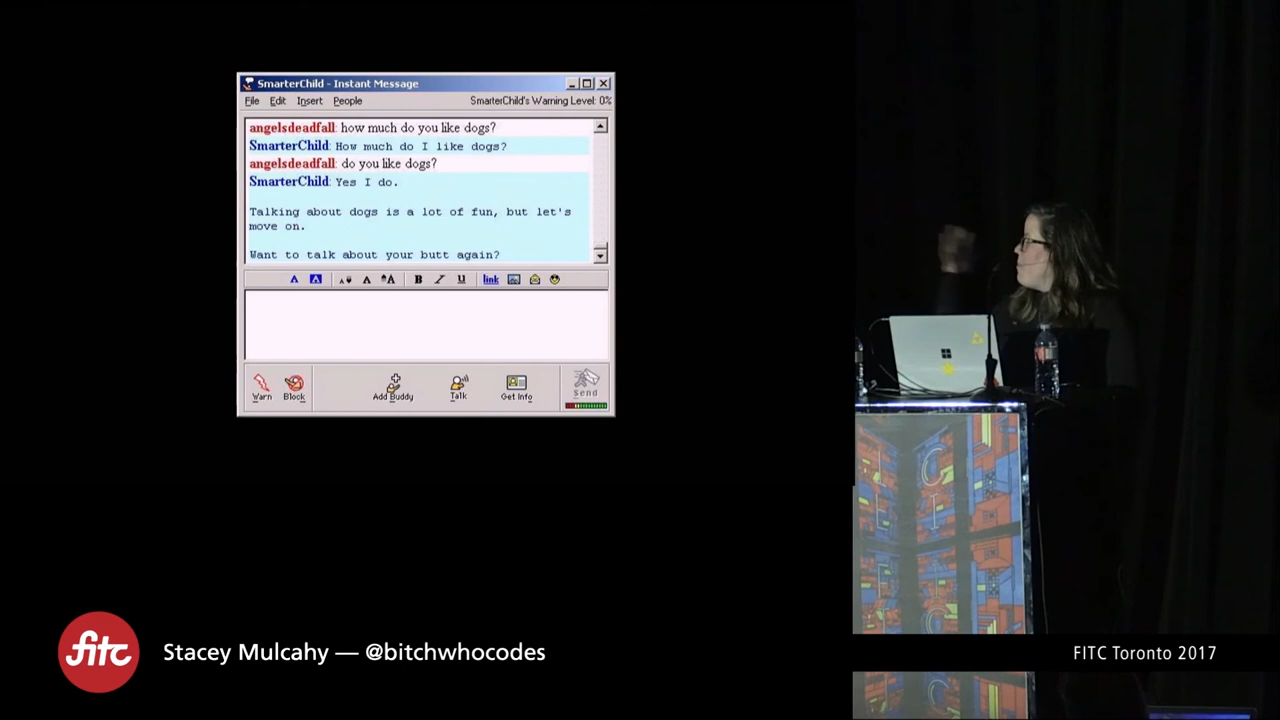 SmarterChild - Instant Message
File Edit Insert People SmarterChild's Warning Level: 0%
angelsdeadfall: how much do you like dogs?
SmarterChild: How much do I like dogs?
angelsdeadfall: do you like dogs?
SmarterChild: Yes I do.
Talking about dogs is a lot of fun, but let's
move on.
Want to talk about your butt again?
A A A A A B I U link
Warn Block Add Buddy Talk Get Info Send
fitc Stacey Mulcahy — @bitchwhocodes
FITC Toronto 2017